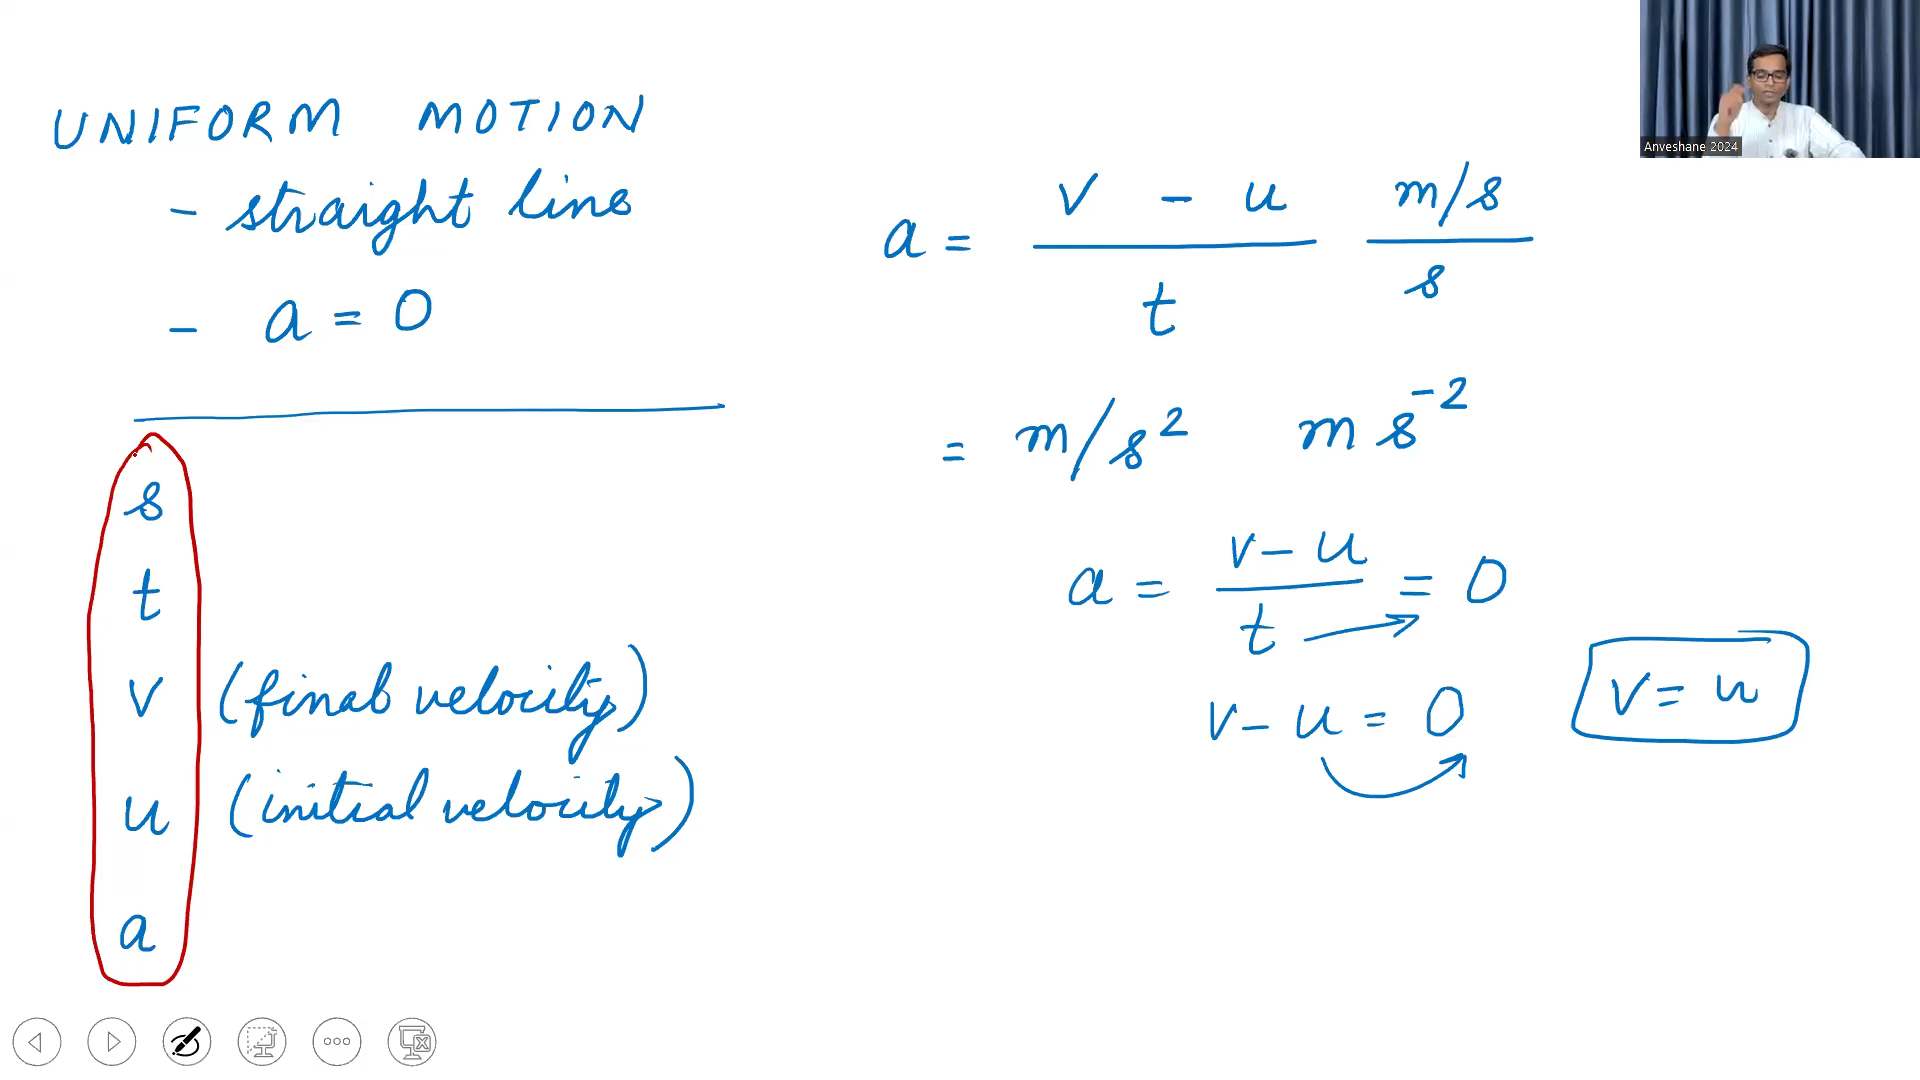 UNIFORM MOTION
- straight line
- a = 0
s
t
v (final velocity)
u (initial velocity)
a
a = v - u / t m/s / s
= m/s² m s⁻²
a = v - u / t = 0
v - u = 0
v = u
Anveshane 2024